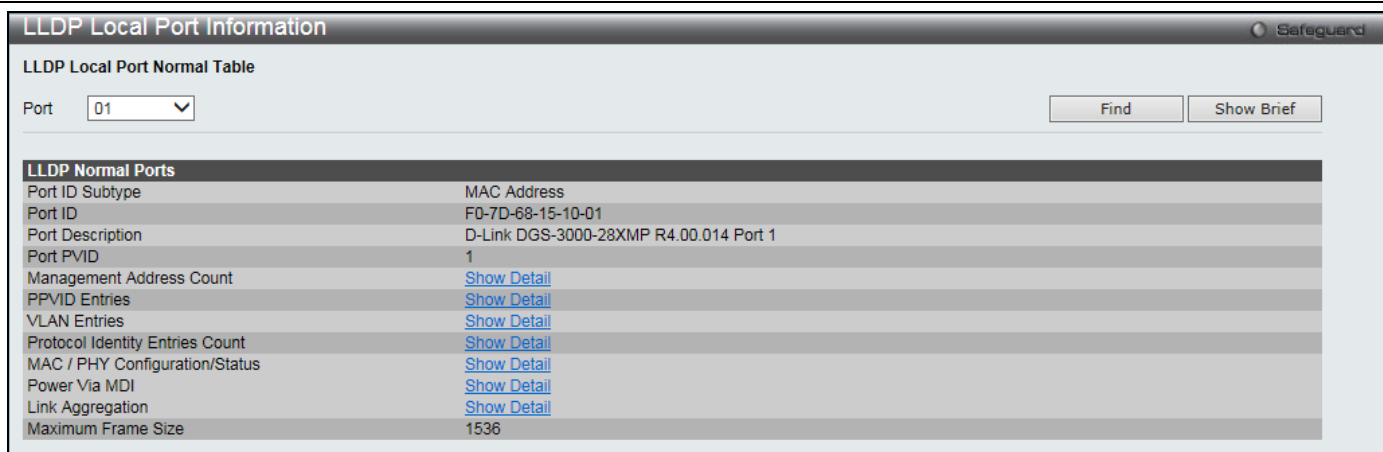 LLDP Local Port Information
Safeguard
LLDP Local Port Normal Table
Port 01 Find Show Brief
LLDP Normal Ports
Port ID Subtype MAC Address
Port ID F0-7D-68-15-10-01
Port Description D-Link DGS-3000-28XMP R4.00.014 Port 1
Port PVID 1
Management Address Count Show Detail
PPVID Entries Show Detail
VLAN Entries Show Detail
Protocol Identity Entries Count Show Detail
MAC / PHY Configuration/Status Show Detail
Power Via MDI Show Detail
Link Aggregation Show Detail
Maximum Frame Size 1536